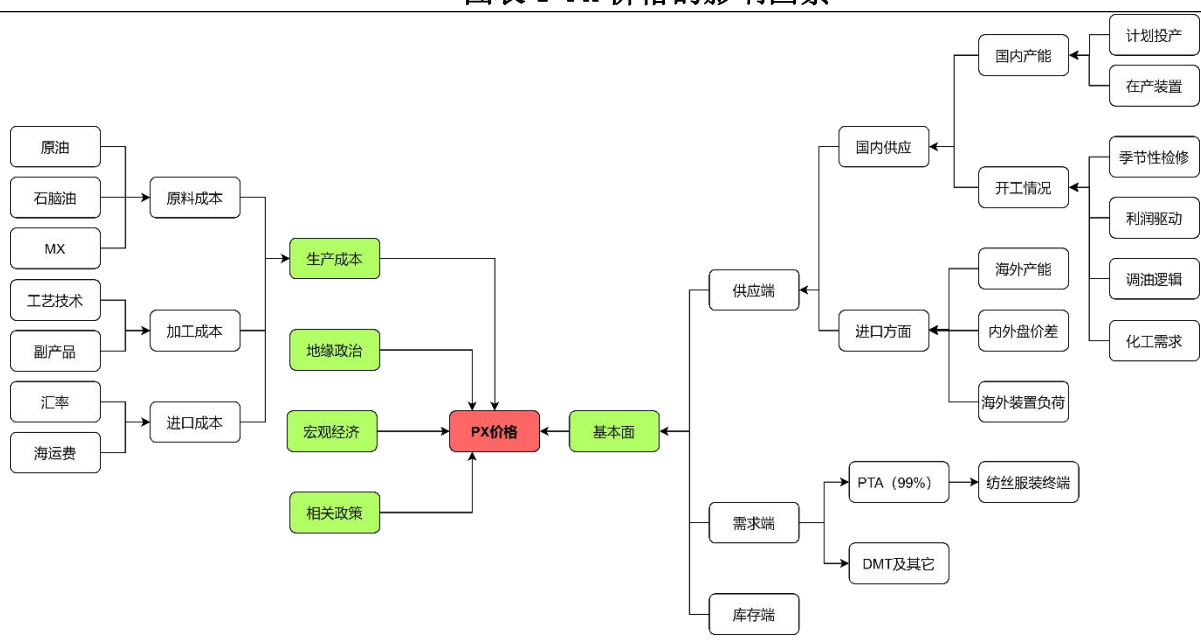 原油
石脑油
MX
工艺技术
副产品
汇率
海运费
原料成本
加工成本
进口成本
生产成本
地缘政治
宏观经济
相关政策
PX价格
基本面
供应端
需求端
库存端
国内供应
进口方面
PTA（99%）
DMT及其它
国内产能
开工情况
海外产能
内外盘价差
海外装置负荷
纺丝服装终端
计划投产
在产装置
季节性检修
利润驱动
调油逻辑
化工需求